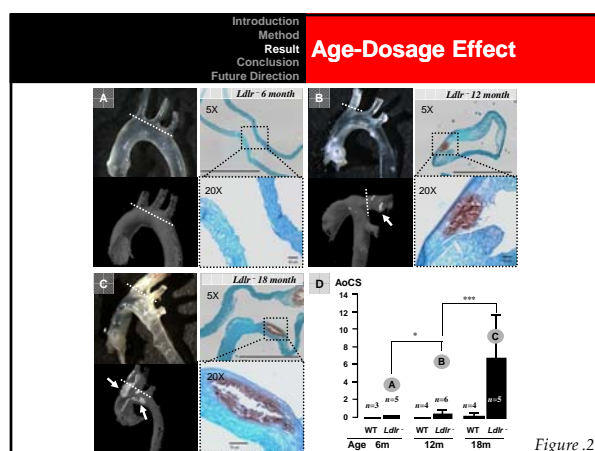 Introduction
Method
Result
Conclusion
Future Direction
Age-Dosage Effect
A
Ldlr - 6 month
5X
20X
B
Ldlr - 12 month
5X
20X
C
Ldlr - 18 month
5X
20X
D AoCS
14
12
10
8
6
4
2
0
*
***
A
B
C
n=3 n=5 n=4 n=6 n=4 n=5
WT Ldlr - WT Ldlr - WT Ldlr -
Age 6m 12m 18m
Figure .2